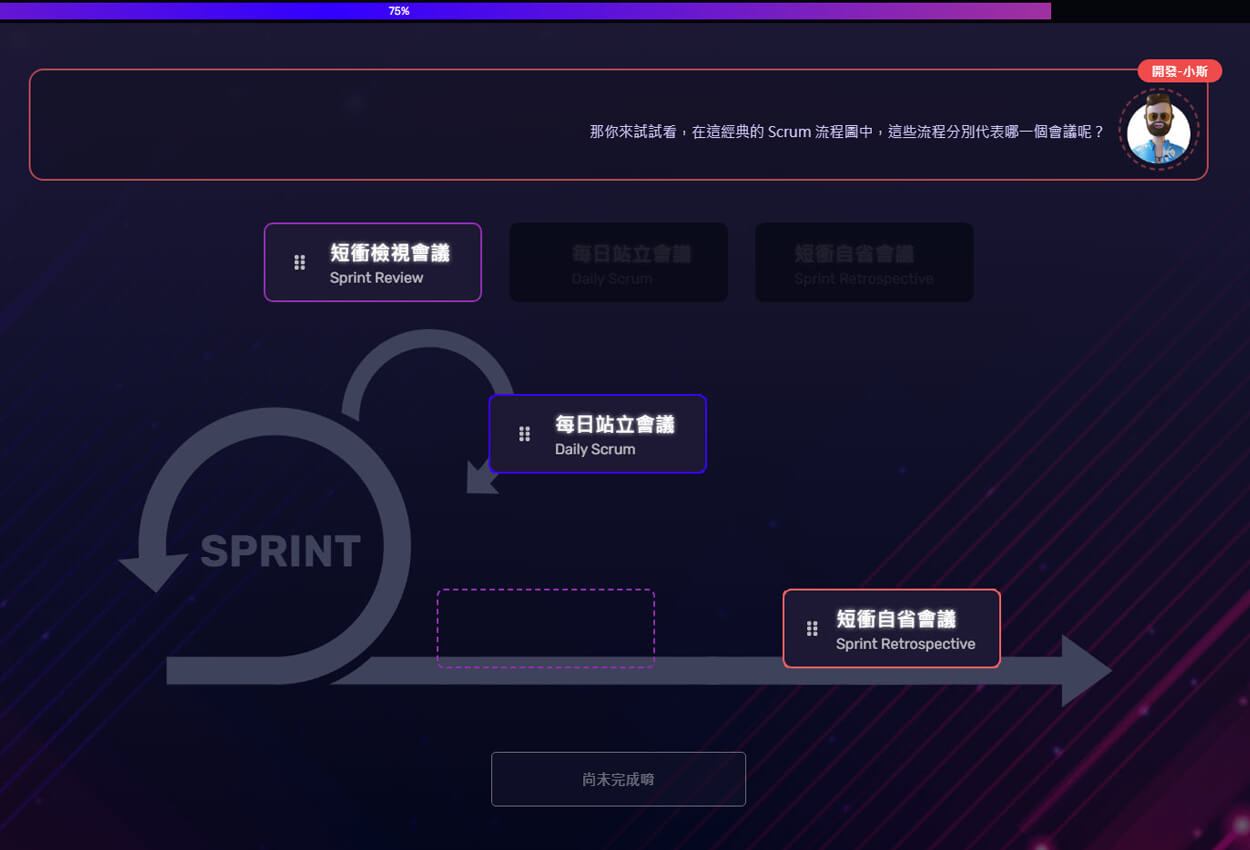 75%
開發-小斯
那你來試試看，在這經典的 Scrum 流程圖中，這些流程分別代表哪一個會議呢？
短衝檢視會議
Sprint Review
每日站立會議
Daily Scrum
短衝自省會議
Sprint Retrospective
每日站立會議
Daily Scrum
SPRINT
短衝自省會議
Sprint Retrospective
尚未完成唷